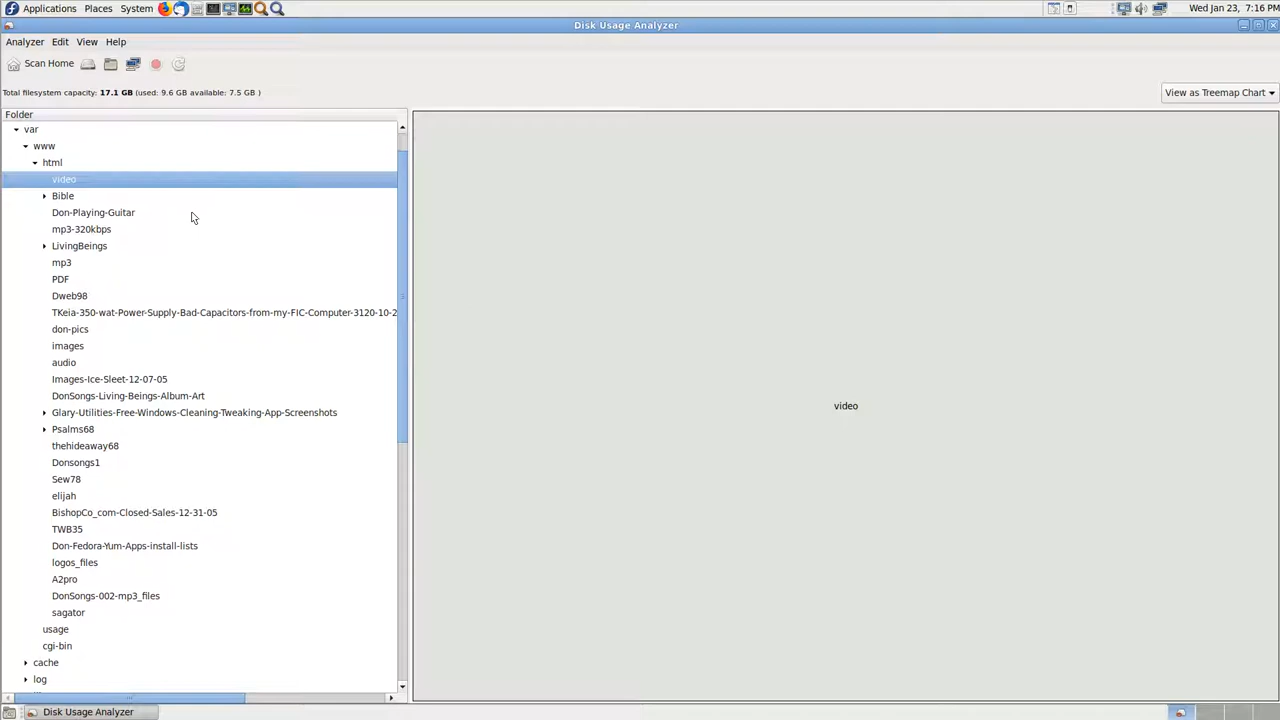 Applications Places System Wed Jan 23, 7:16 PM
Disk Usage Analyzer
Analyzer Edit View Help
Scan Home
Total filesystem capacity: 17.1 GB (used: 9.6 GB available: 7.5 GB )
View as Treemap Chart
Folder
var
www
html
video
Bible
Don-Playing-Guitar
mp3-320kbps
LivingBeings
mp3
PDF
Dweb98
TKeia-350-wat-Power-Supply-Bad-Capacitors-from-my-FIC-Computer-3120-10-2
don-pics
images
audio
Images-Ice-Sleet-12-07-05
DonSongs-Living-Beings-Album-Art
Glary-Utilities-Free-Windows-Cleaning-Tweaking-App-Screenshots
Psalms68
thehideaway68
Donsongs1
Sew78
elijah
BishopCo_com-Closed-Sales-12-31-05
TWB35
Don-Fedora-Yum-Apps-install-lists
logos_files
A2pro
DonSongs-002-mp3_files
sagator
usage
cgi-bin
cache
log
video
Disk Usage Analyzer